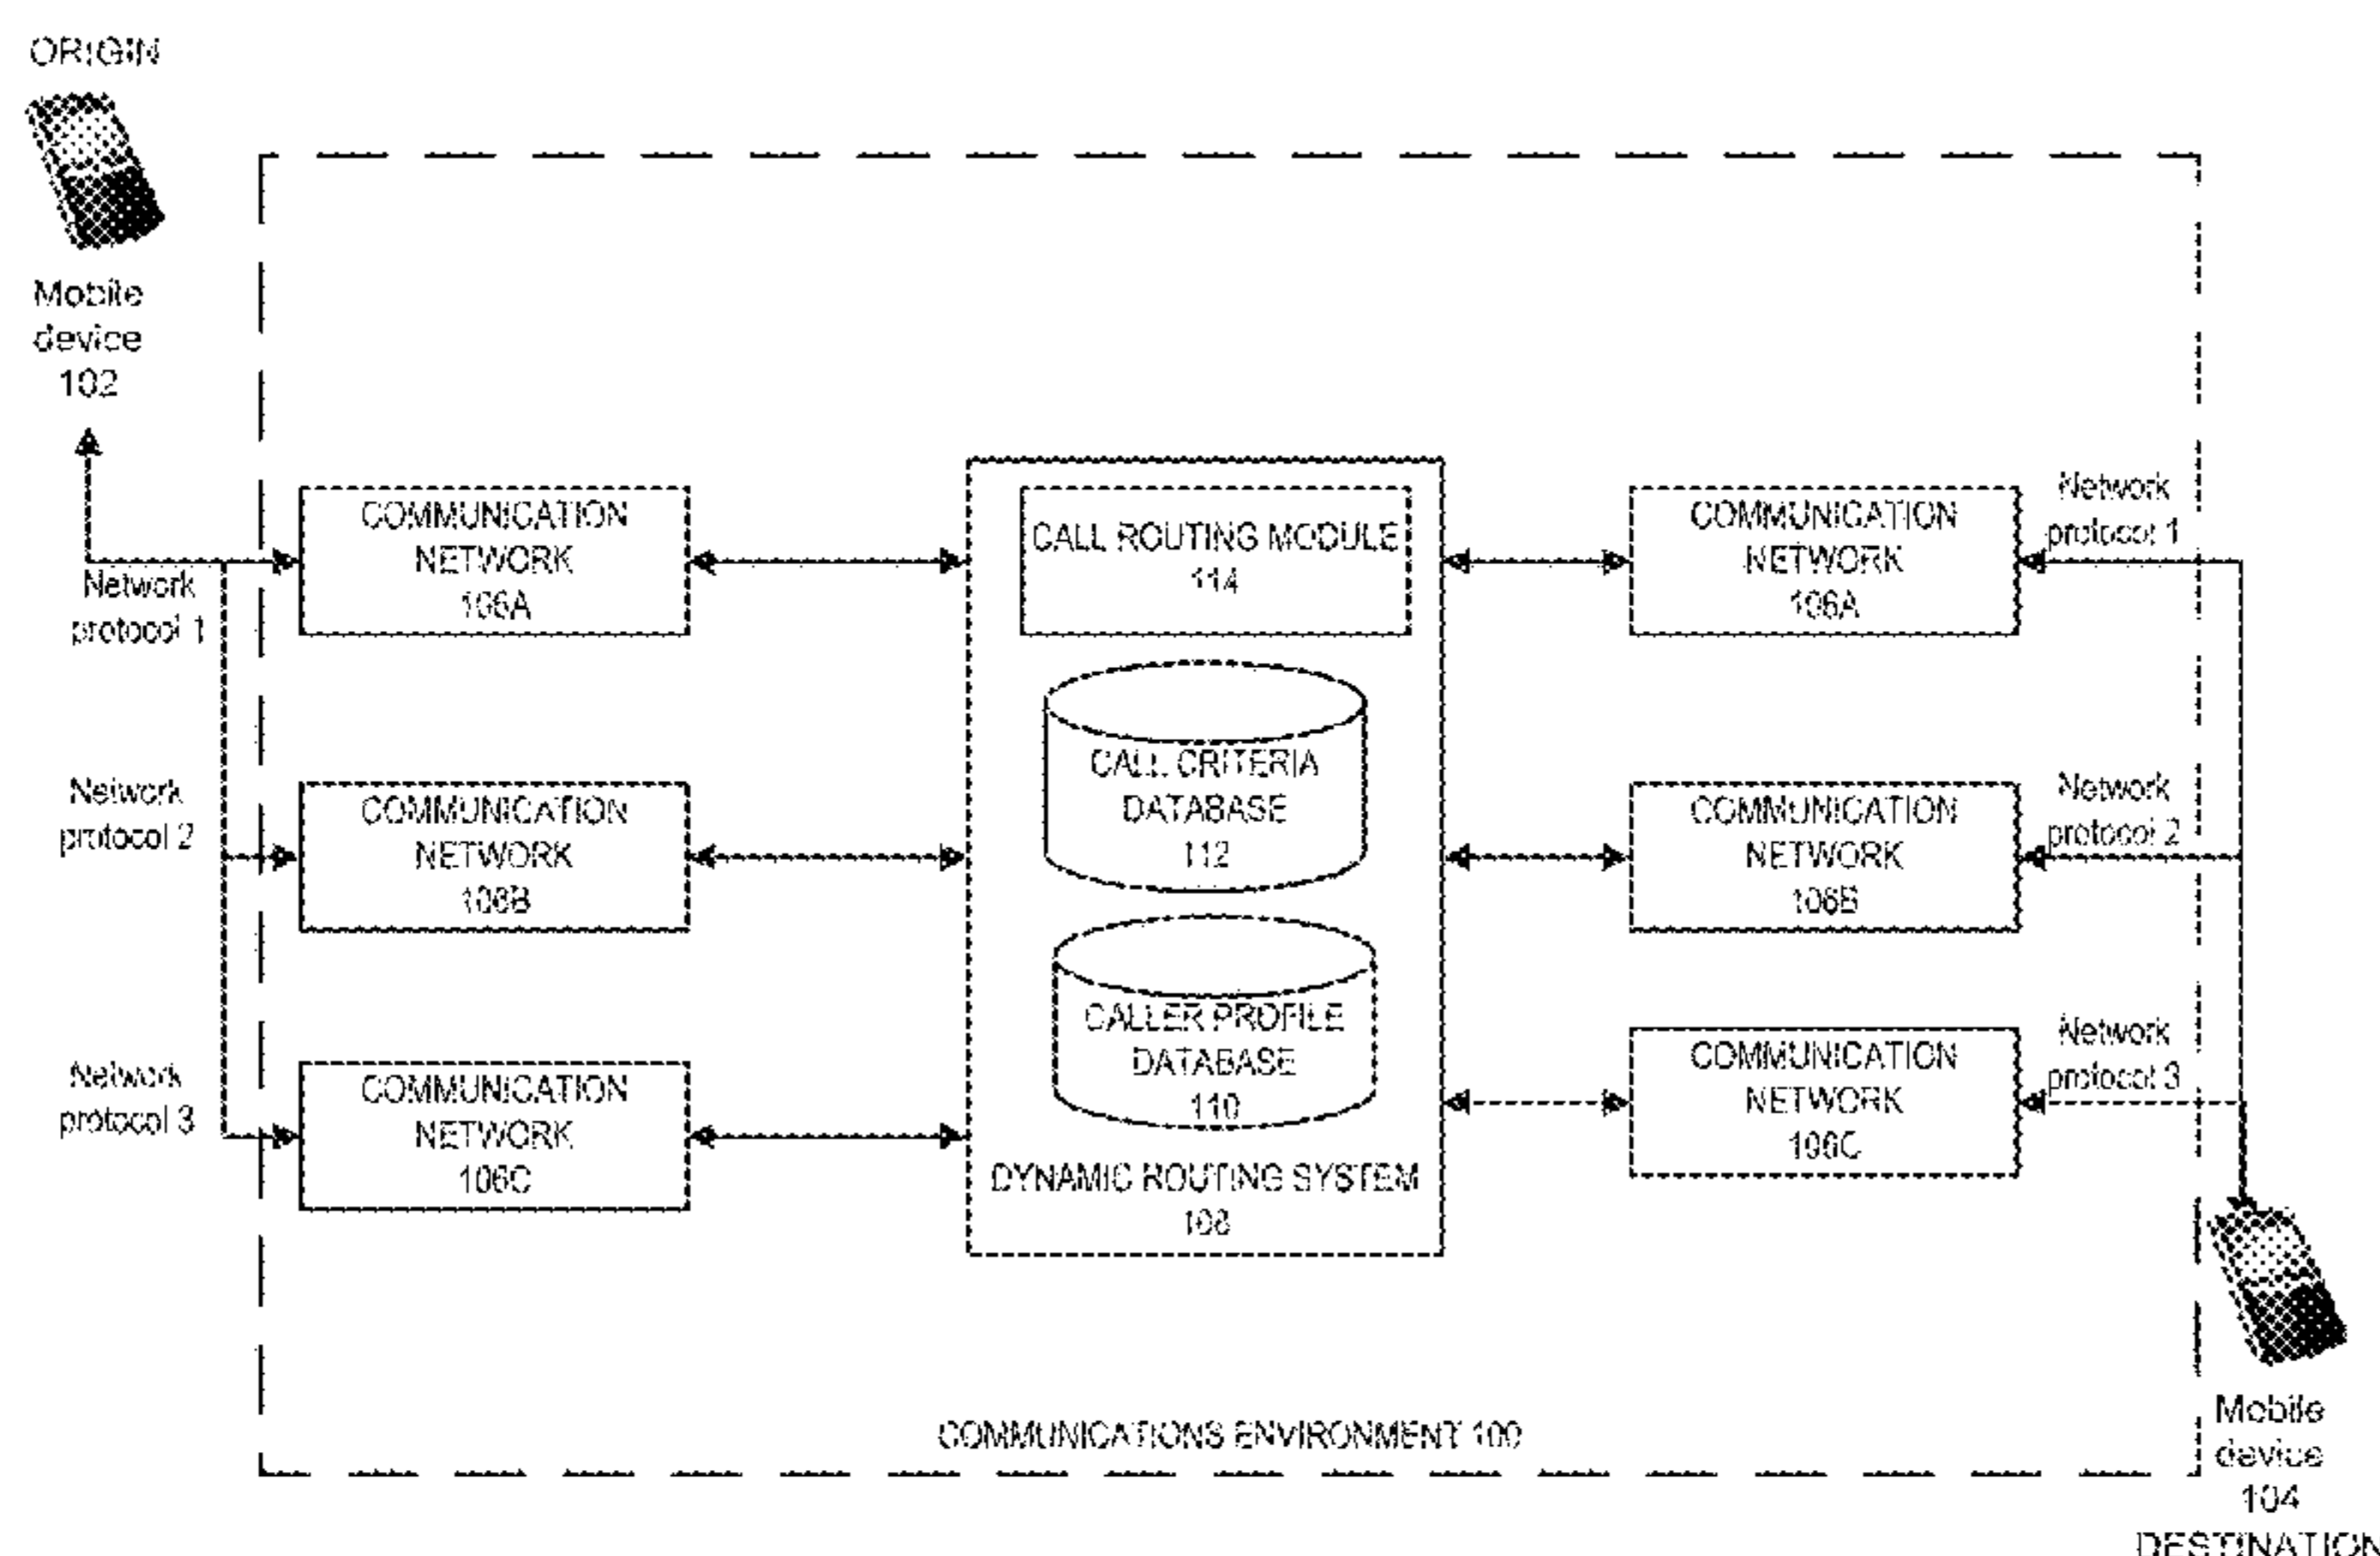 ORIGIN
Mobile
device
102
Network
protocol 1
Network
protocol 2
Network
protocol 3
COMMUNICATION
NETWORK
106A
COMMUNICATION
NETWORK
106B
COMMUNICATION
NETWORK
106C
CALL ROUTING MODULE
114
CALL CRITERIA
DATABASE
112
CALLER PROFILE
DATABASE
110
DYNAMIC ROUTING SYSTEM
108
COMMUNICATION
NETWORK
106A
COMMUNICATION
NETWORK
106B
COMMUNICATION
NETWORK
106C
Network
protocol 1
Network
protocol 2
Network
protocol 3
COMMUNICATIONS ENVIRONMENT 100
Mobile
device
104
DESTINATION